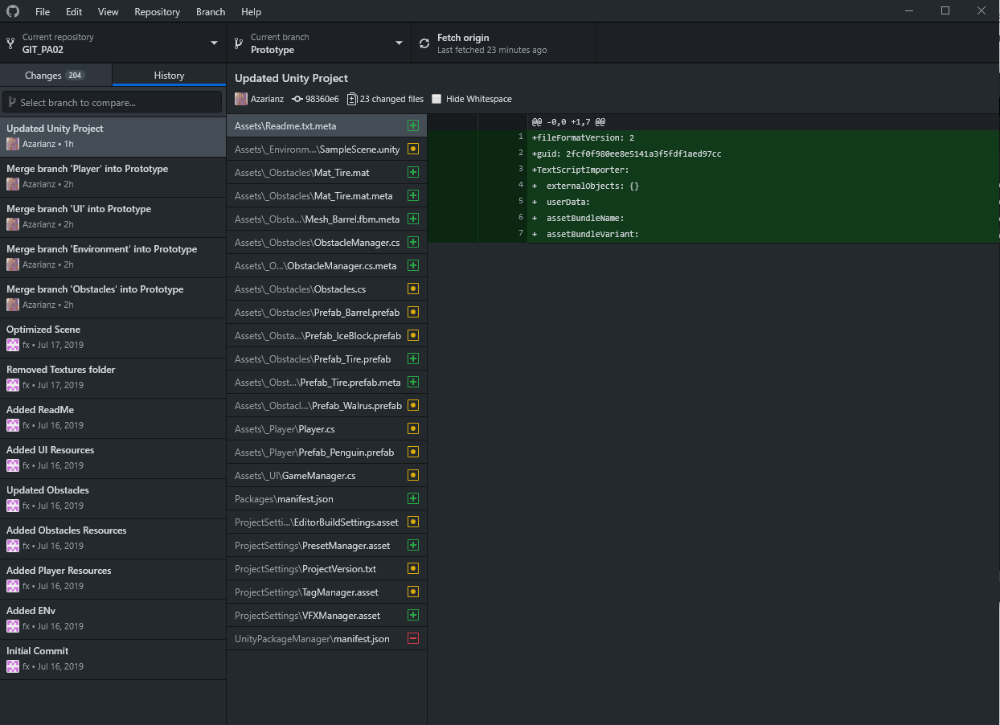 File Edit View Repository Branch Help
Current repository
GIT_PA02
Current branch
Prototype
Fetch origin
Last fetched 23 minutes ago
Changes 204
History
Select branch to compare...
Updated Unity Project
Azarianz • 1h
Merge branch 'Player' into Prototype
Azarianz • 2h
Merge branch 'UI' into Prototype
Azarianz • 2h
Merge branch 'Environment' into Prototype
Azarianz • 2h
Merge branch 'Obstacles' into Prototype
Azarianz • 2h
Optimized Scene
fx • Jul 17, 2019
Removed Textures folder
fx • Jul 17, 2019
Added ReadMe
fx • Jul 16, 2019
Added UI Resources
fx • Jul 16, 2019
Updated Obstacles
fx • Jul 16, 2019
Added Obstacles Resources
fx • Jul 16, 2019
Added Player Resources
fx • Jul 16, 2019
Added ENv
fx • Jul 16, 2019
Initial Commit
fx • Jul 16, 2019
Updated Unity Project
Azarianz 98360e6 23 changed files Hide Whitespace
Assets\Readme.txt.meta
Assets\_Environm...\SampleScene.unity
Assets\_Obstacles\Mat_Tire.mat
Assets\_Obstacles\Mat_Tire.mat.meta
Assets\_Obsta...\Mesh_Barrel.fbm.meta
Assets\_Obstacles\ObstacleManager.cs
Assets\_O...\ObstacleManager.cs.meta
Assets\_Obstacles\Obstacles.cs
Assets\_Obstacles\Prefab_Barrel.prefab
Assets\_Obsta...\Prefab_IceBlock.prefab
Assets\_Obstacles\Prefab_Tire.prefab
Assets\_Obst...\Prefab_Tire.prefab.meta
Assets\_Obstacl...\Prefab_Walrus.prefab
Assets\_Player\Player.cs
Assets\_Player\Prefab_Penguin.prefab
Assets\_UI\GameManager.cs
Packages\manifest.json
ProjectSetti...\EditorBuildSettings.asset
ProjectSettings\PresetManager.asset
ProjectSettings\ProjectVersion.txt
ProjectSettings\TagManager.asset
ProjectSettings\VFXManager.asset
UnityPackageManager\manifest.json
@@ -0,0 +1,7 @@
1 +fileFormatVersion: 2
2 +guid: 2fcf0f980ee8e5141a3f5fdf1aed97cc
3 +TextScriptImporter:
4 +  externalObjects: {}
5 +  userData:
6 +  assetBundleName:
7 +  assetBundleVariant: